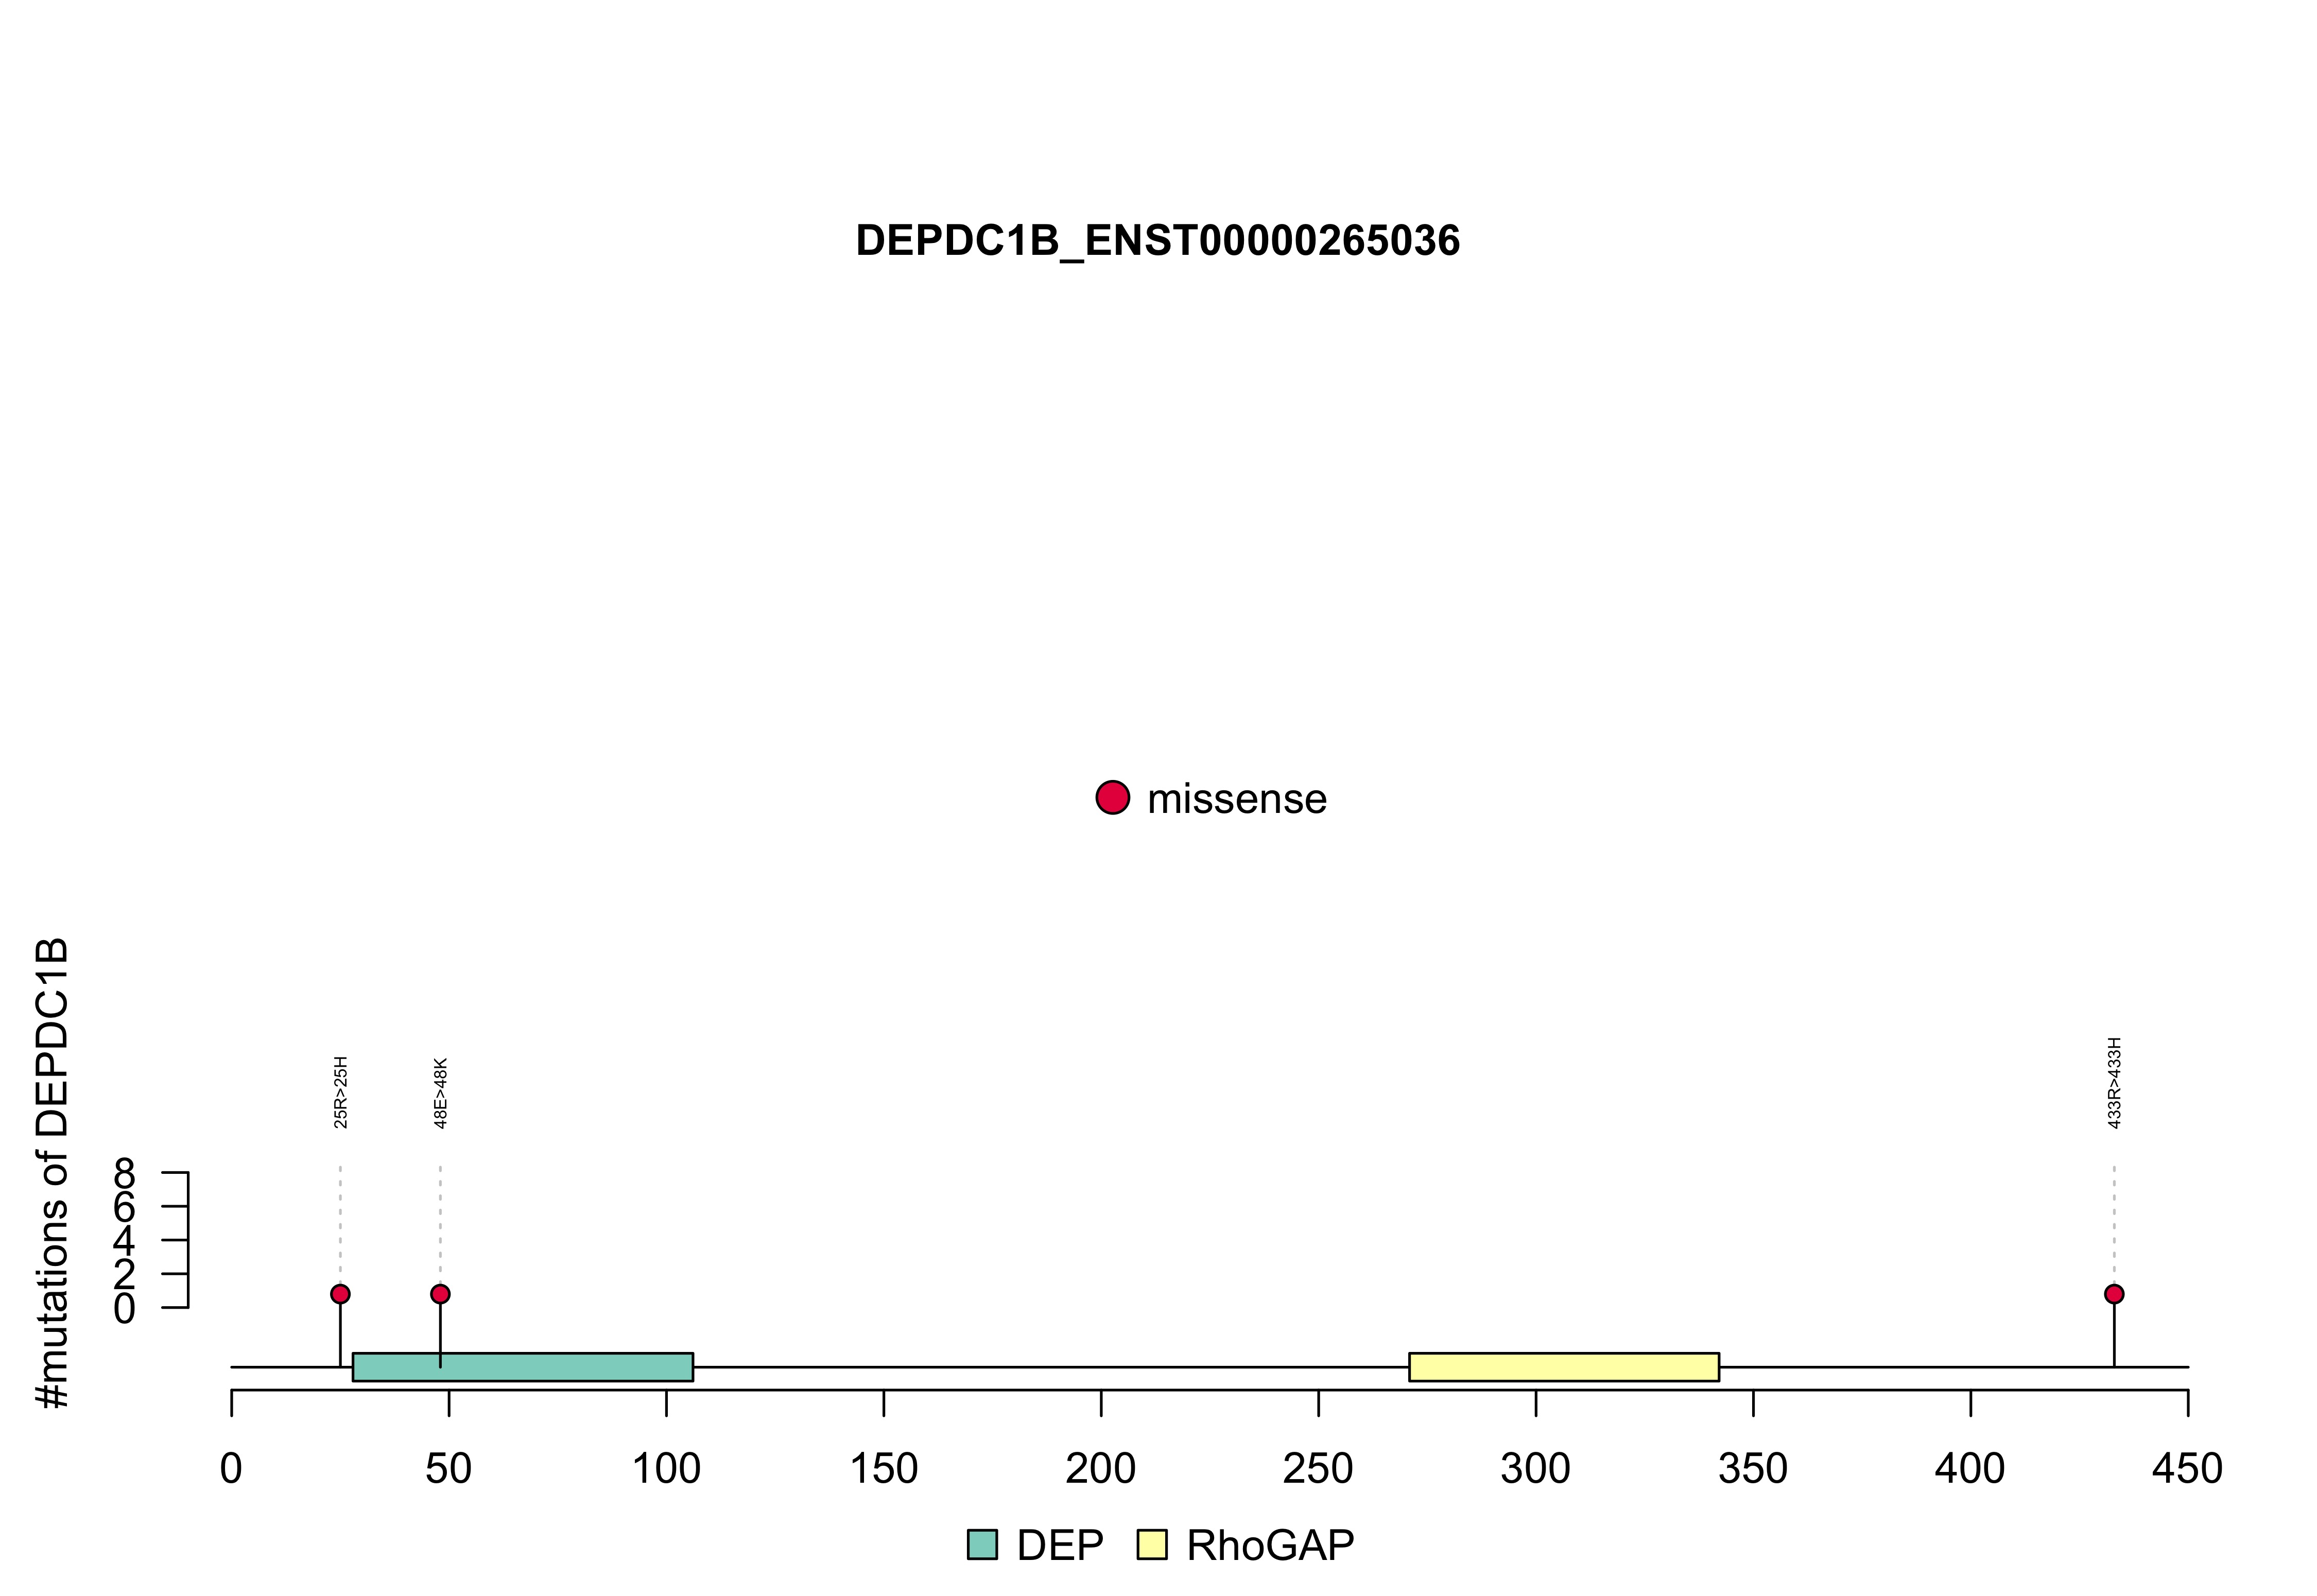 DEPDC1B_ENST00000265036
missense
#mutations of DEPDC1B
25R>25H
48E>48K
433R>433H
8
6
4
2
0
0 50 100 150 200 250 300 350 400 450
DEP RhoGAP